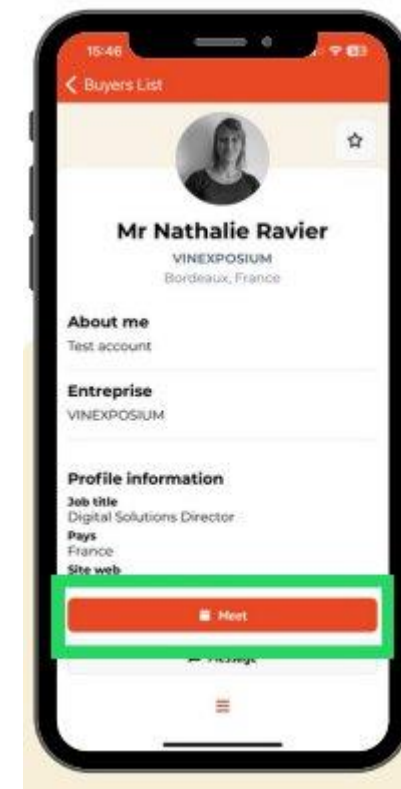 15:46
Buyers List
Mr Nathalie Ravier
VINEXPOSIUM
Bordeaux, France
About me
Test account
Entreprise
VINEXPOSIUM
Profile information
Job title
Digital Solutions Director
Pays
France
Site web
Meet
Message